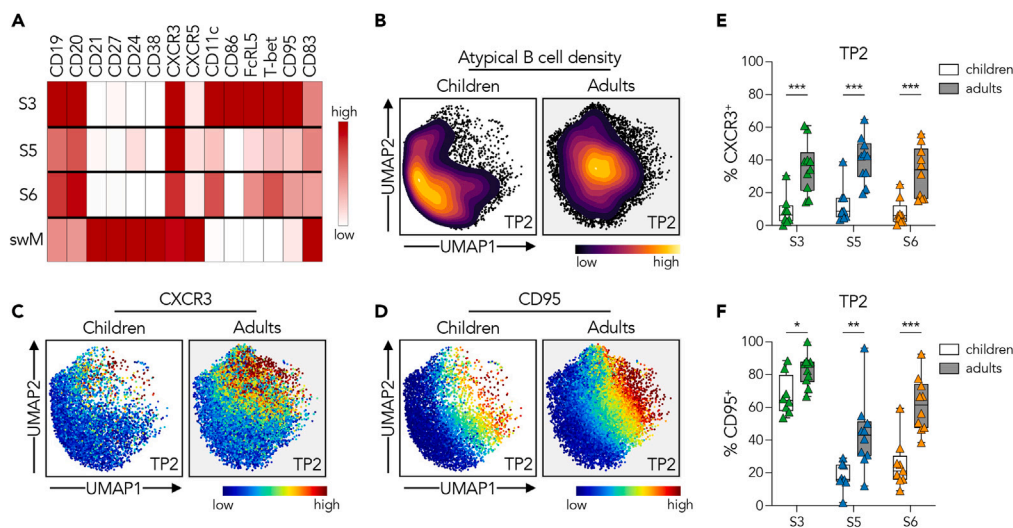 A
CD19 CD20 CD21 CD27 CD24 CD38 CXCR3 CXCR5 CD11c CD86 FcRL5 T-bet CD95 CD83
S3
S5
S6
swM
high
low
B
Atypical B cell density
Children Adults
UMAP2
TP2 TP2
UMAP1
low high
C
CXCR3
Children Adults
UMAP2
TP2 TP2
UMAP1
low high
D
CD95
Children Adults
UMAP2
TP2 TP2
UMAP1
low high
E
TP2
children
adults
% CXCR3+
100
80
60
40
20
0
*** *** ***
S3 S5 S6
F
TP2
children
adults
% CD95+
100
80
60
40
20
0
* ** ***
S3 S5 S6